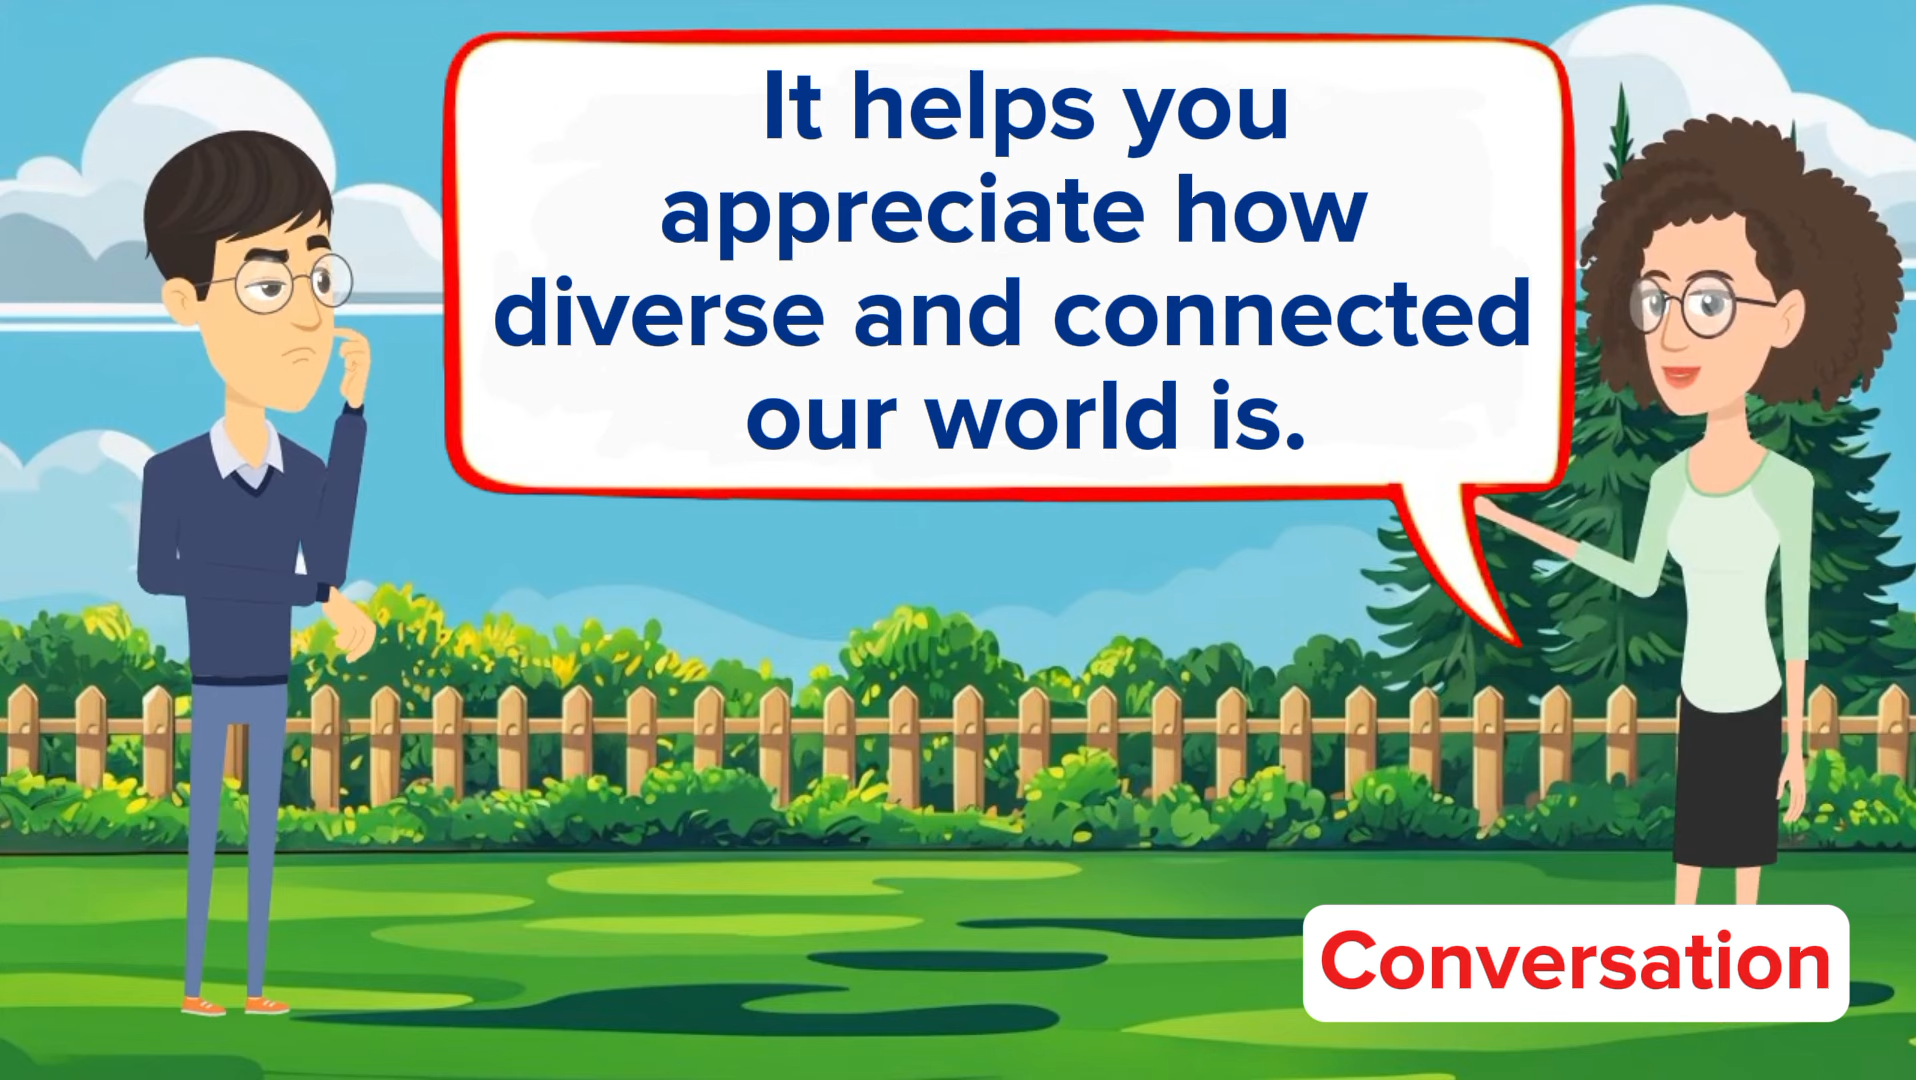 It helps you
appreciate how
diverse and connected
our world is.
Conversation